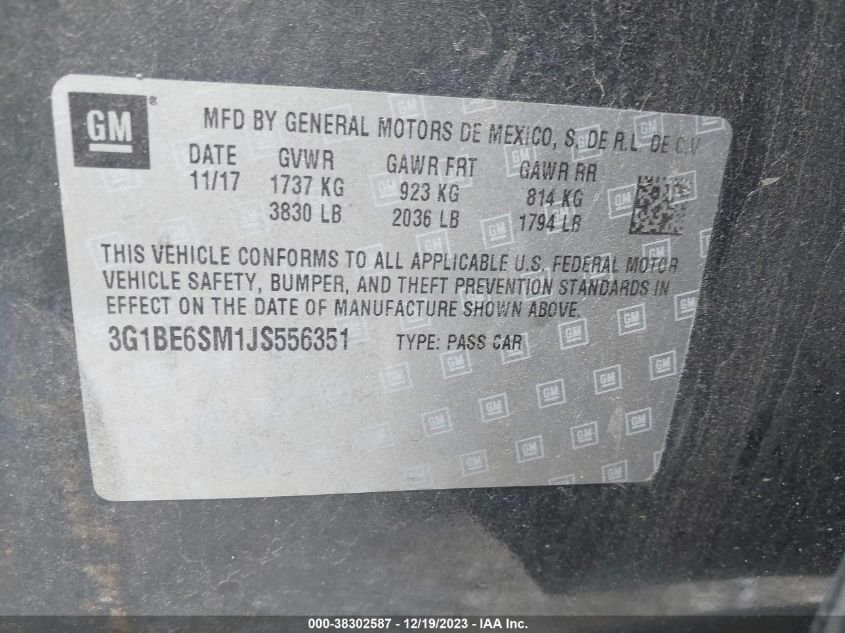 GM®
MFD BY GENERAL MOTORS DE MEXICO, S. DE R.L. DE C.V.
DATE GVWR GAWR FRT GAWR RR
11/17 1737 KG 923 KG 814 KG
3830 LB 2036 LB 1794 LB
THIS VEHICLE CONFORMS TO ALL APPLICABLE U.S. FEDERAL MOTOR
VEHICLE SAFETY, BUMPER, AND THEFT PREVENTION STANDARDS IN
EFFECT ON THE DATE OF MANUFACTURE SHOWN ABOVE.
3G1BE6SM1JS556351 TYPE: PASS CAR
000-38302587 - 12/19/2023 - IAA Inc.